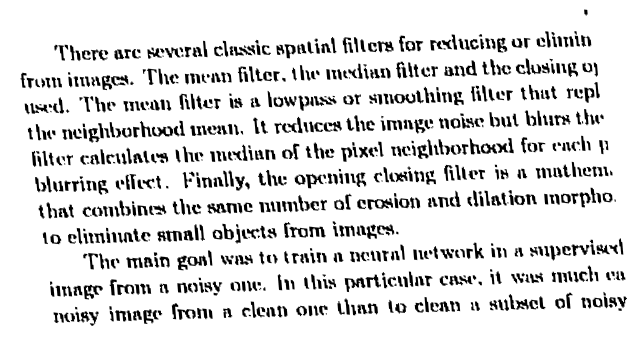 There are several classic spatial filters for reducing or elimin
from images. The mean filter, the median filter and the closing op
used. The mean filter is a lowpass or smoothing filter that repl
the neighborhood mean. It reduces the image noise but blurs the
filter calculates the median of the pixel neighborhood for each p
blurring effect. Finally, the opening closing filter is a mathem
that combines the same number of erosion and dilation morpho
to eliminate small objects from images.
The main goal was to train a neural network in a supervised
image from a noisy one. In this particular case, it was much ea
noisy image from a clean one than to clean a subset of noisy